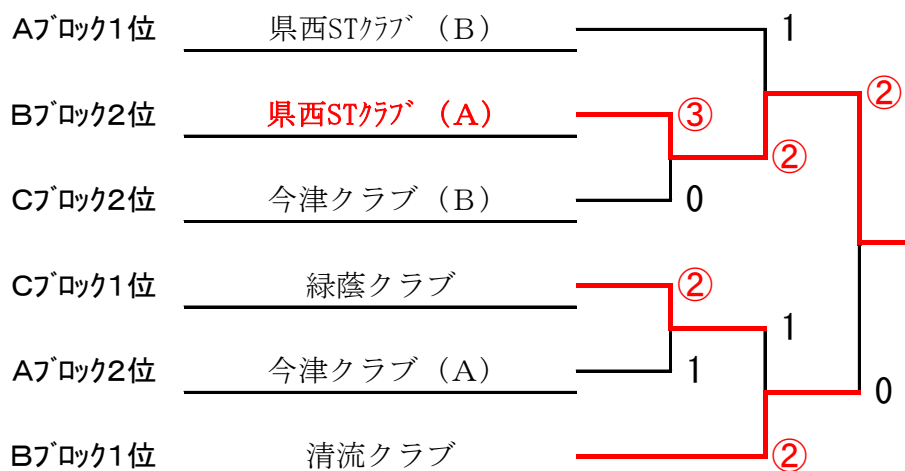 Aブロック1位 県西STクラブ（B） 1
②
Bブロック2位 県西STクラブ（A） ③
②
Cブロック2位 今津クラブ（B） 0
Cブロック1位 緑蔭クラブ ②
1
Aブロック2位 今津クラブ（A） 1
0
Bブロック1位 清流クラブ ②